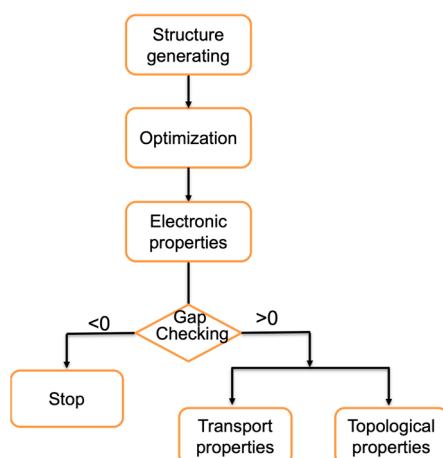 Structure
generating
Optimization
Electronic
properties
Gap
Checking
<0
>0
Stop
Transport
properties
Topological
properties